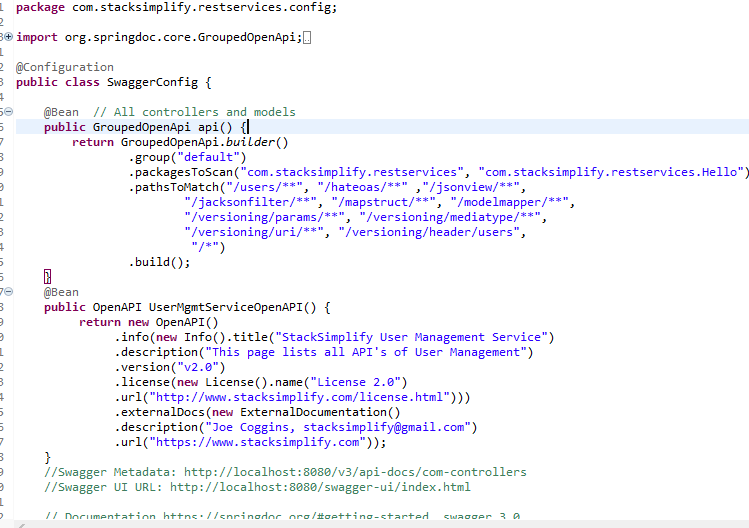 package com.stacksimplify.restservices.config;
import org.springdoc.core.GroupedOpenApi;
@Configuration
public class SwaggerConfig {
@Bean // All controllers and models
public GroupedOpenApi api() {
return GroupedOpenApi.builder()
.group("default")
.packagesToScan("com.stacksimplify.restservices", "com.stacksimplify.restservices.Hello")
.pathsToMatch("/users/**", "/hateoas/**" ,"/jsonview/**",
"/jacksonfilter/**", "/mapstruct/**", "/modelmapper/**",
"/versioning/params/**", "/versioning/mediatype/**",
"/versioning/uri/**", "/versioning/header/users",
"/*")
.build();
}
@Bean
public OpenAPI UserMgmtServiceOpenAPI() {
return new OpenAPI()
.info(new Info().title("StackSimplify User Management Service")
.description("This page lists all API's of User Management")
.version("v2.0")
.license(new License().name("License 2.0")
.url("http://www.stacksimplify.com/license.html")))
.externalDocs(new ExternalDocumentation()
.description("Joe Coggins, stacksimplify@gmail.com")
.url("https://www.stacksimplify.com"));
}
//Swagger Metadata: http://localhost:8080/v3/api-docs/com-controllers
//Swagger UI URL: http://localhost:8080/swagger-ui/index.html
// Documentation https://springdoc.org/#getting-started swagger 3.0